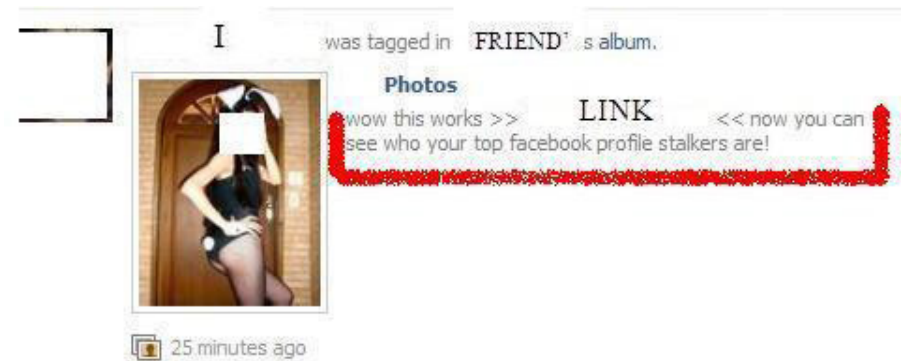 I was tagged in FRIEND' s album.
Photos
wow this works >> LINK << now you can
see who your top facebook profile stalkers are!
25 minutes ago